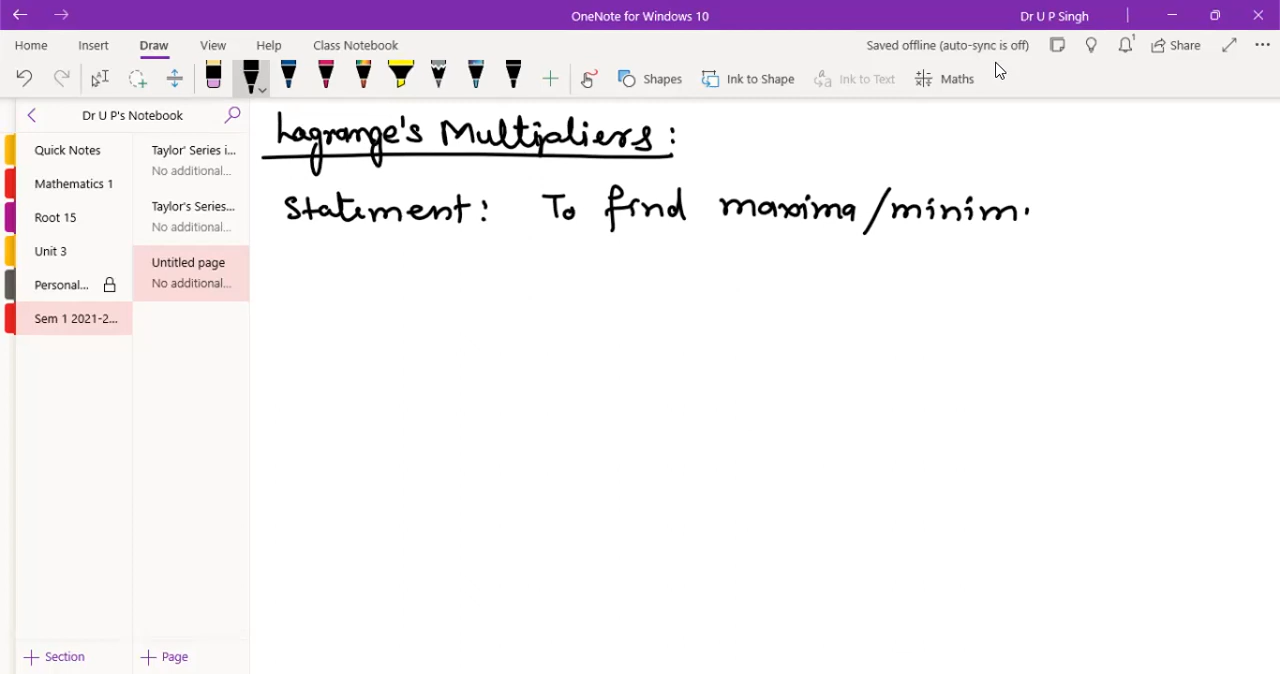 OneNote for Windows 10
Dr U P Singh
Home Insert Draw View Help Class Notebook
Saved offline (auto-sync is off)
1
Share
Shapes
Ink to Shape
Ink to Text
Maths
Dr U P's Notebook
Quick Notes
Mathematics 1
Root 15
Unit 3
Personal...
Sem 1 2021-2...
Taylor' Series i...
No additional...
Taylor's Series...
No additional...
Untitled page
No additional...
Lagrange's Multipliers:
Statement: To find maxima/minim
Section
Page